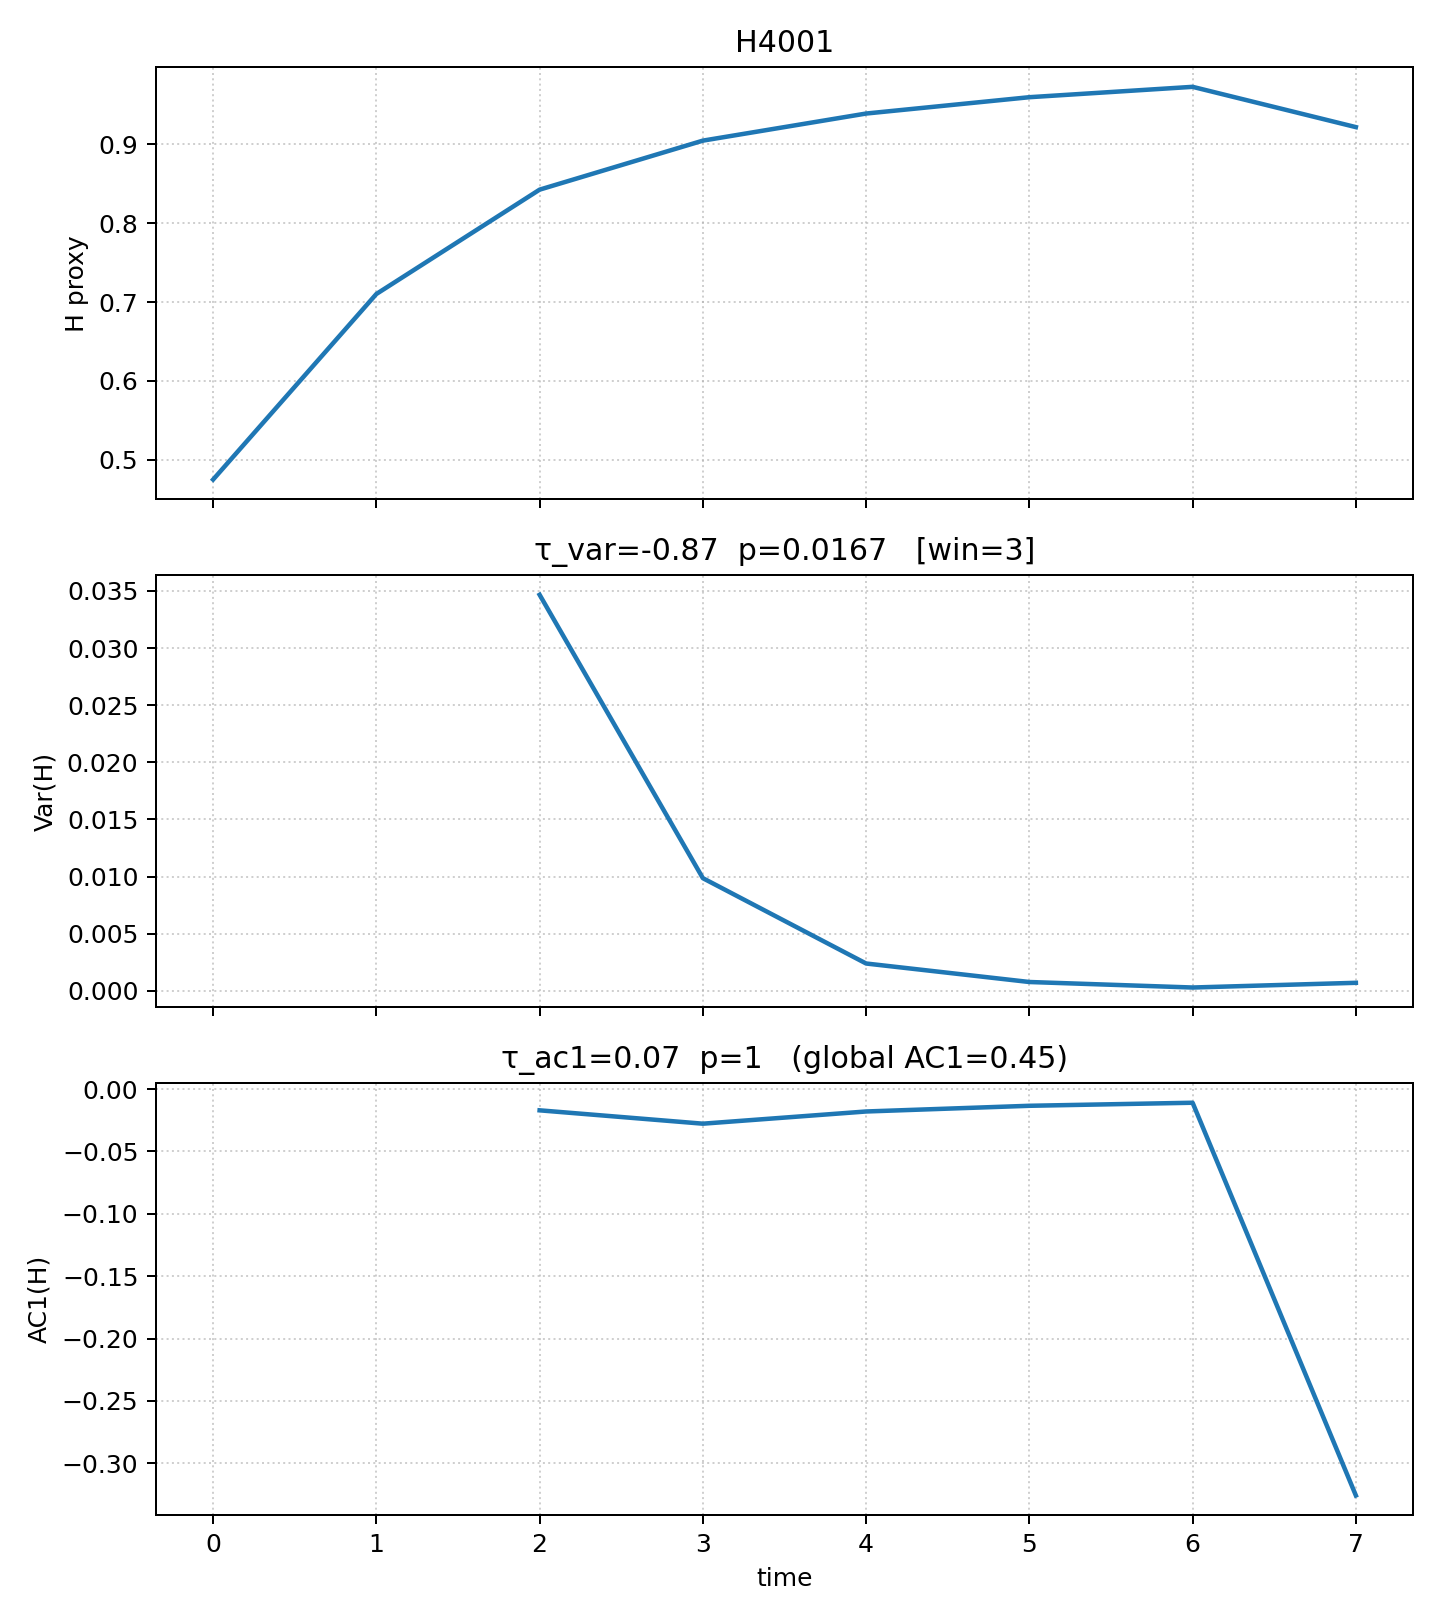 H4001
H proxy
0.9
0.8
0.7
0.6
0.5
τ_var=-0.87  p=0.0167   [win=3]
Var(H)
0.035
0.030
0.025
0.020
0.015
0.010
0.005
0.000
τ_ac1=0.07  p=1   (global AC1=0.45)
AC1(H)
0.00
−0.05
−0.10
−0.15
−0.20
−0.25
−0.30
0 1 2 3 4 5 6 7
time